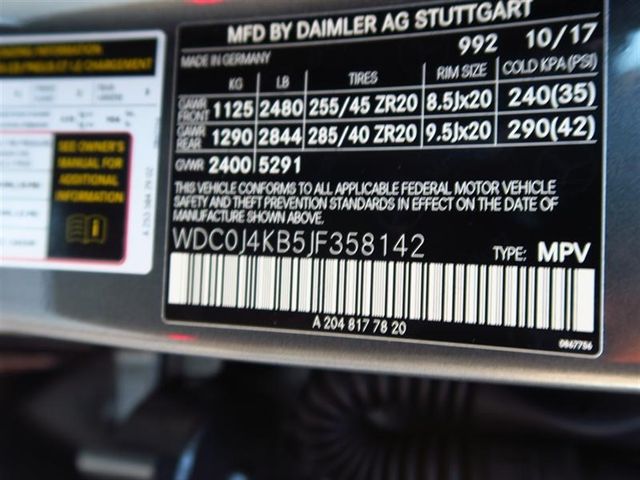 MFD BY DAIMLER AG STUTTGART
MADE IN GERMANY
992 10/17
KG LB TIRES RIM SIZE COLD KPA (PSI)
GAWR FRONT 1125 2480 255/45 ZR20 8.5Jx20 240(35)
GAWR REAR 1290 2844 285/40 ZR20 9.5Jx20 290(42)
GVWR 2400 5291
THIS VEHICLE CONFORMS TO ALL APPLICABLE FEDERAL MOTOR VEHICLE
SAFETY AND THEFT PREVENTION STANDARDS IN EFFECT ON THE DATE OF
MANUFACTURE SHOWN ABOVE.
WDC0J4KB5JF358142
TYPE: MPV
A 204 817 78 20
0867756
SEE OWNER'S
MANUAL FOR
ADDITIONAL
INFORMATION